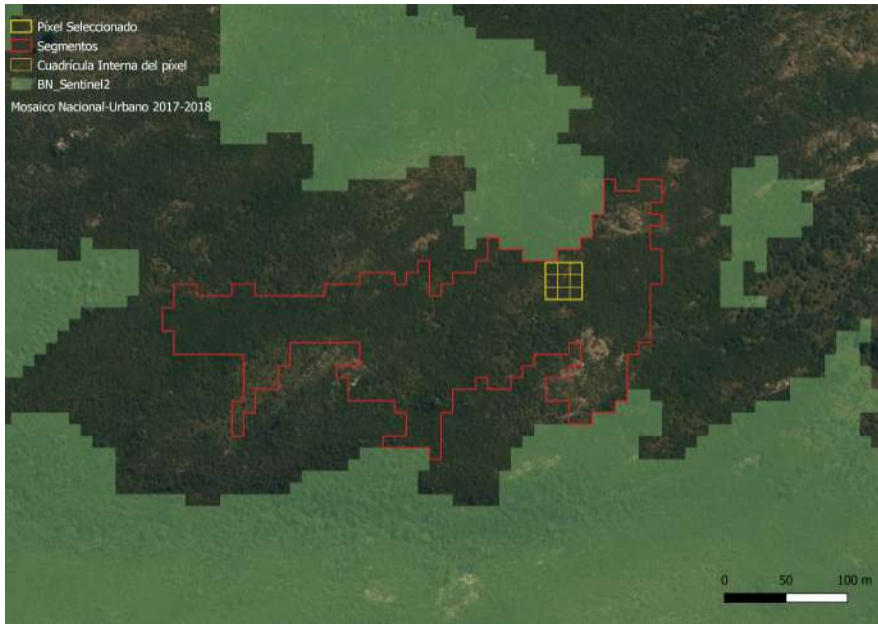 Píxel Seleccionado
Segmentos
Cuadrícula Interna del píxel
BN_Sentinel2
Mosaico Nacional-Urbano 2017-2018
0 50 100 m